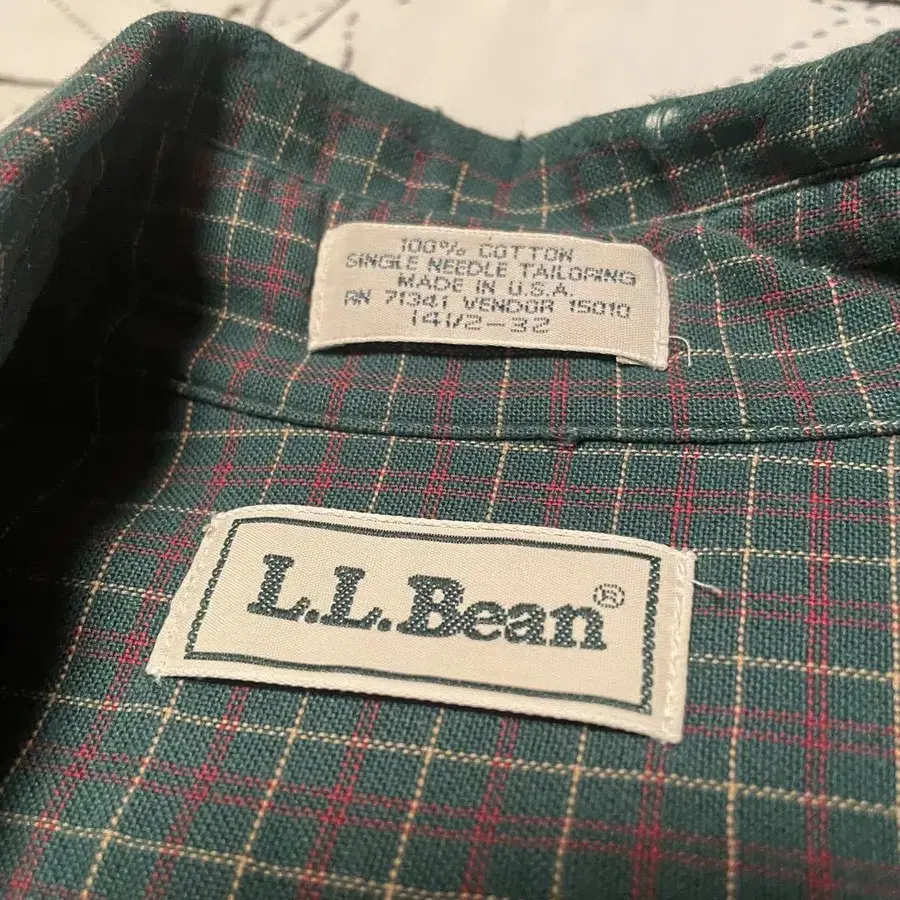 100% COTTON
SINGLE NEEDLE TAILORING
MADE IN U.S.A.
RN 71341 VENDOR 15010
14 1/2-32
L.L.Bean®